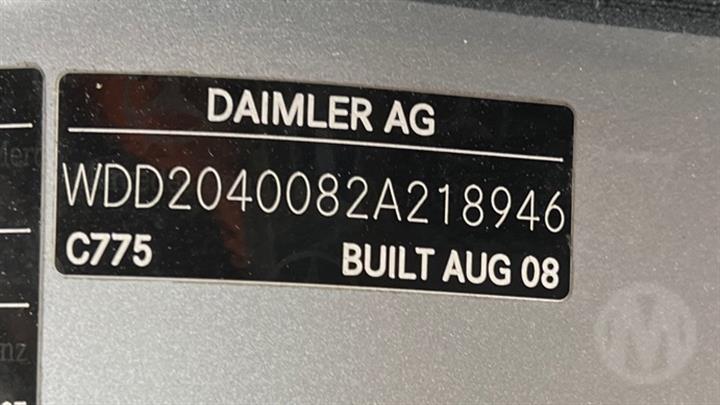 DAIMLER AG
WDD2040082A218946
C775 BUILT AUG 08